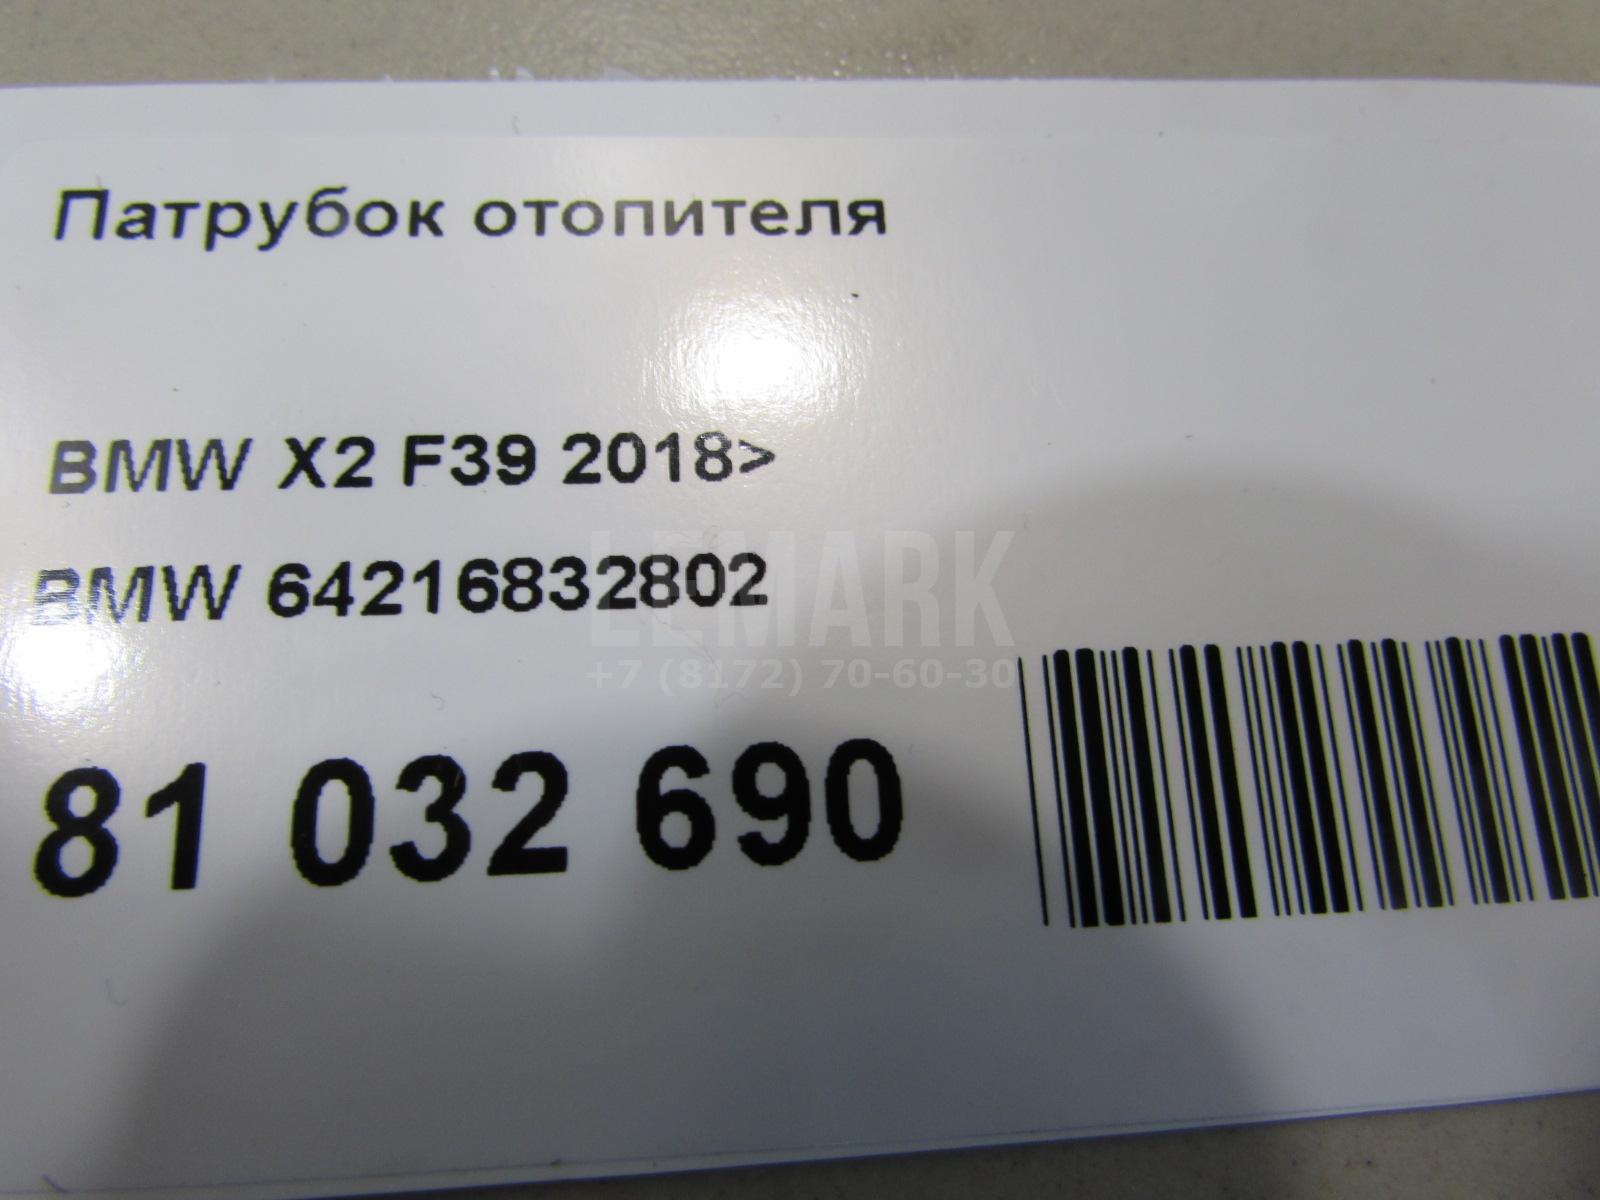 Патрубок отопителя
BMW X2 F39 2018>
BMW 64216832802
LEMARK
+7 (8172) 70-60-30
81 032 690